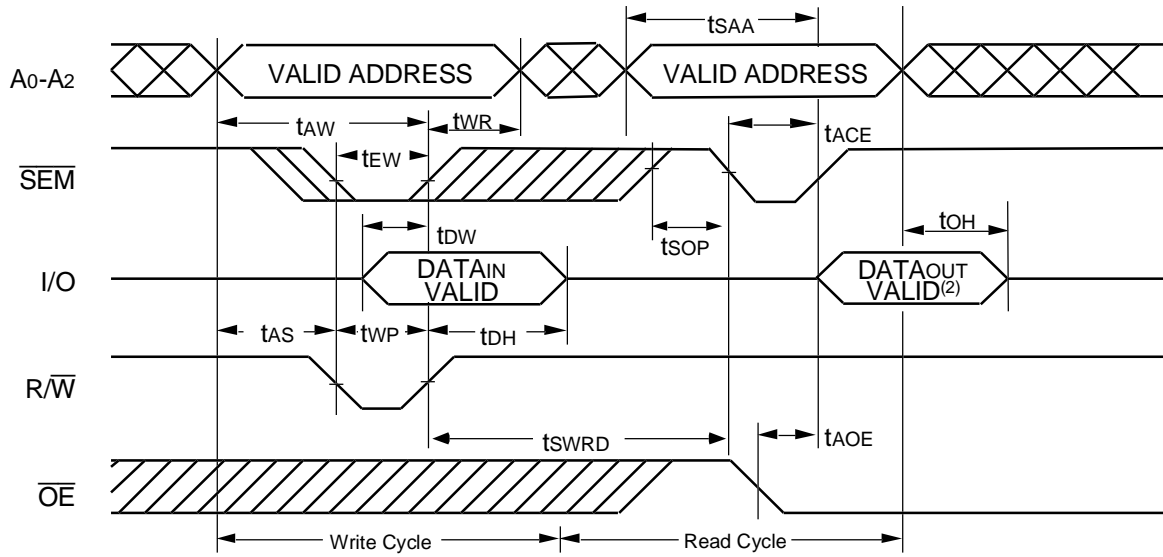 tSAA
A0-A2 VALID ADDRESS VALID ADDRESS
tAW tWR tACE
tEW
SEM
tDW tSOP tOH
I/O DATAIN VALID DATAOUT VALID(2)
tAS tWP tDH
R/W
tSWRD tAOE
OE
Write Cycle Read Cycle